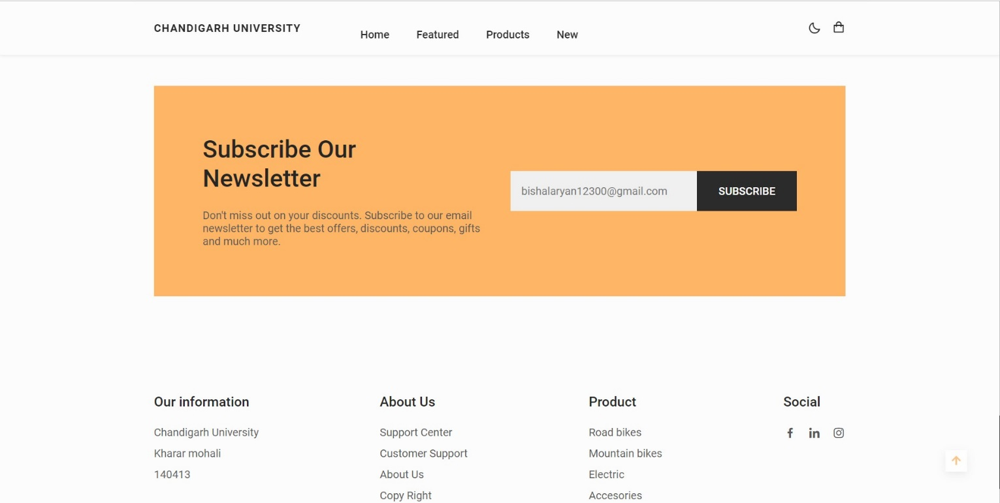 CHANDIGARH UNIVERSITY
Home
Featured
Products
New
Subscribe Our
Newsletter
Don't miss out on your discounts. Subscribe to our email
newsletter to get the best offers, discounts, coupons, gifts
and much more.
bishalaryan12300@gmail.com
SUBSCRIBE
Our information
Chandigarh University
Kharar mohali
140413
About Us
Support Center
Customer Support
About Us
Copy Right
Product
Road bikes
Mountain bikes
Electric
Accesories
Social